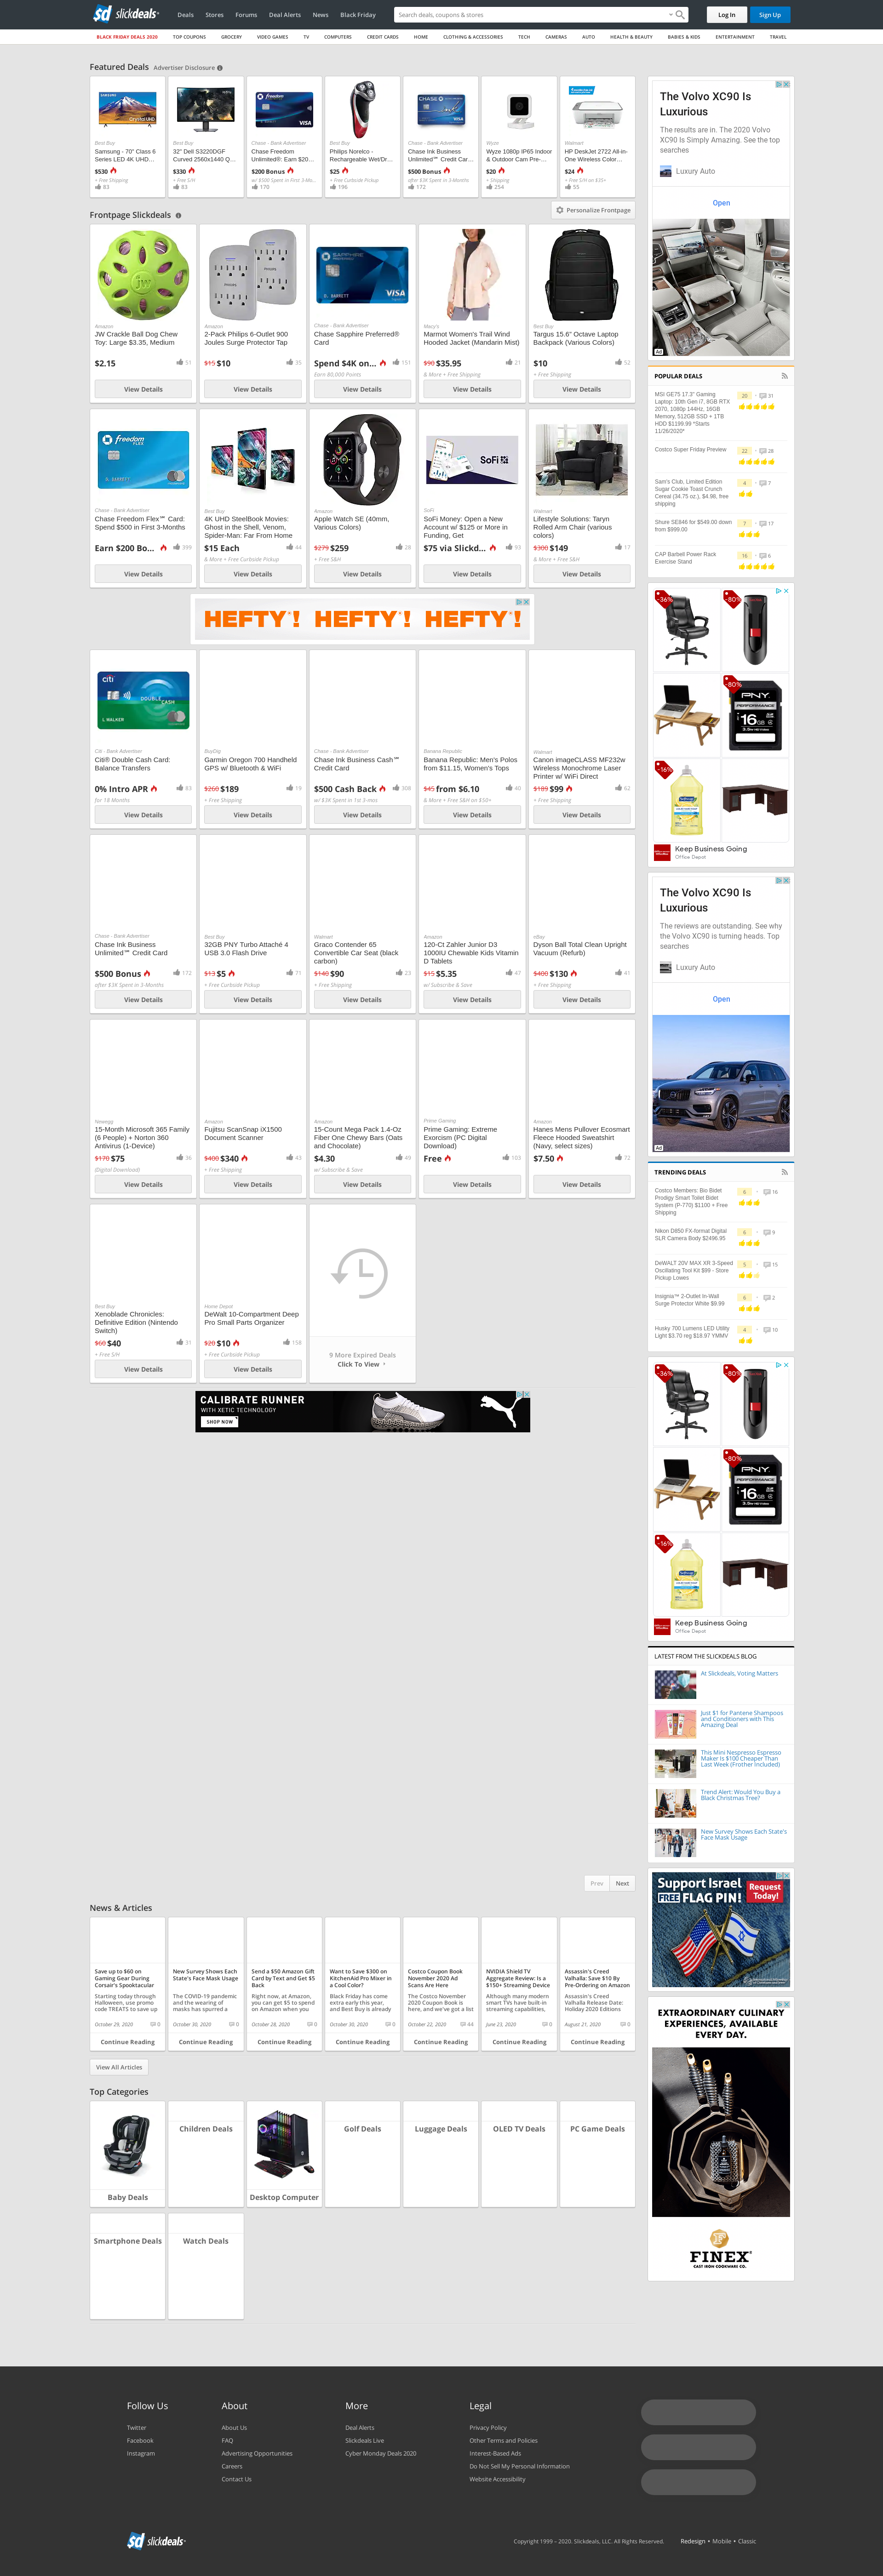 slickdeals
Deals Stores Forums Deal Alerts News Black Friday
Search deals, coupons & stores
Log In
Sign Up
BLACK FRIDAY DEALS 2020 TOP COUPONS GROCERY VIDEO GAMES TV COMPUTERS CREDIT CARDS HOME CLOTHING & ACCESSORIES TECH CAMERAS AUTO HEALTH & BEAUTY BABIES & KIDS ENTERTAINMENT TRAVEL
Featured Deals Advertiser Disclosure
Best Buy
Samsung - 70" Class 6 Series LED 4K UHD...
$530
+ Free Shipping
83
Best Buy
32" Dell S3220DGF Curved 2560x1440 Q...
$330
+ Free S/H
83
Chase - Bank Advertiser
Chase Freedom Unlimited®: Earn $20...
$200 Bonus
w/ $500 Spent in First 3-Mo...
170
Best Buy
Philips Norelco - Rechargeable Wet/Dr...
$25
+ Free Curbside Pickup
196
Chase - Bank Advertiser
Chase Ink Business Unlimited℠ Credit Car...
$500 Bonus
after $3K Spent in 3-Months
172
Wyze
Wyze 1080p IP65 Indoor & Outdoor Cam Pre-...
$20
+ Shipping
254
Walmart
HP DeskJet 2722 All-in-One Wireless Color...
$24
+ Free S/H on $35+
55
Frontpage Slickdeals
Personalize Frontpage
Amazon
JW Crackle Ball Dog Chew Toy: Large $3.35, Medium
$2.15
51
View Details
Amazon
2-Pack Philips 6-Outlet 900 Joules Surge Protector Tap
$15 $10
35
View Details
Chase - Bank Advertiser
Chase Sapphire Preferred® Card
Spend $4K on...
151
Earn 80,000 Points
View Details
Macy's
Marmot Women's Trail Wind Hooded Jacket (Mandarin Mist)
$90 $35.95
21
& More + Free Shipping
View Details
Best Buy
Targus 15.6" Octave Laptop Backpack (Various Colors)
$10
52
+ Free Shipping
View Details
Chase - Bank Advertiser
Chase Freedom Flex℠ Card: Spend $500 in First 3-Months
Earn $200 Bo...
399
View Details
Best Buy
4K UHD SteelBook Movies: Ghost in the Shell, Venom, Spider-Man: Far From Home
$15 Each
44
& More + Free Curbside Pickup
View Details
Amazon
Apple Watch SE (40mm, Various Colors)
$279 $259
28
+ Free S&H
View Details
SoFi
SoFi Money: Open a New Account w/ $125 or More in Funding, Get
$75 via Slickd...
93
View Details
Walmart
Lifestyle Solutions: Taryn Rolled Arm Chair (various colors)
$300 $149
17
& More + Free S&H
View Details
HEFTY! HEFTY! HEFTY!
Citi - Bank Advertiser
Citi® Double Cash Card: Balance Transfers
0% Intro APR
83
for 18 Months
View Details
BuyDig
Garmin Oregon 700 Handheld GPS w/ Bluetooth & WiFi
$260 $189
19
+ Free Shipping
View Details
Chase - Bank Advertiser
Chase Ink Business Cash℠ Credit Card
$500 Cash Back
308
w/ $3K Spent in 1st 3-mos
View Details
Banana Republic
Banana Republic: Men's Polos from $11.15, Women's Tops
$45 from $6.10
40
& More + Free S&H on $50+
View Details
Walmart
Canon imageCLASS MF232w Wireless Monochrome Laser Printer w/ WiFi Direct
$189 $99
62
+ Free Shipping
View Details
Chase - Bank Advertiser
Chase Ink Business Unlimited℠ Credit Card
$500 Bonus
172
after $3K Spent in 3-Months
View Details
Best Buy
32GB PNY Turbo Attaché 4 USB 3.0 Flash Drive
$13 $5
71
+ Free Curbside Pickup
View Details
Walmart
Graco Contender 65 Convertible Car Seat (black carbon)
$140 $90
23
+ Free Shipping
View Details
Amazon
120-Ct Zahler Junior D3 1000IU Chewable Kids Vitamin D Tablets
$15 $5.35
47
w/ Subscribe & Save
View Details
eBay
Dyson Ball Total Clean Upright Vacuum (Refurb)
$400 $130
41
+ Free Shipping
View Details
Newegg
15-Month Microsoft 365 Family (6 People) + Norton 360 Antivirus (1-Device)
$170 $75
36
(Digital Download)
View Details
Amazon
Fujitsu ScanSnap iX1500 Document Scanner
$400 $340
43
+ Free Shipping
View Details
Amazon
15-Count Mega Pack 1.4-Oz Fiber One Chewy Bars (Oats and Chocolate)
$4.30
49
w/ Subscribe & Save
View Details
Prime Gaming
Prime Gaming: Extreme Exorcism (PC Digital Download)
Free
103
View Details
Amazon
Hanes Mens Pullover Ecosmart Fleece Hooded Sweatshirt (Navy, select sizes)
$7.50
72
View Details
Best Buy
Xenoblade Chronicles: Definitive Edition (Nintendo Switch)
$60 $40
31
+ Free S/H
View Details
Home Depot
DeWalt 10-Compartment Deep Pro Small Parts Organizer
$20 $10
158
+ Free Curbside Pickup
View Details
9 More Expired Deals
Click To View
CALIBRATE RUNNER
WITH XETIC TECHNOLOGY
SHOP NOW
Prev Next
The Volvo XC90 Is Luxurious
The results are in. The 2020 Volvo XC90 Is Simply Amazing. See the top searches
Luxury Auto
Open
Ad
POPULAR DEALS
MSI GE75 17.3" Gaming Laptop: 10th Gen i7, 8GB RTX 2070, 1080p 144Hz, 16GB Memory, 512GB SSD + 1TB HDD $1199.99 *Starts 11/26/2020*
20 31
Costco Super Friday Preview
22 28
Sam's Club, Limited Edition Sugar Cookie Toast Crunch Cereal (34.75 oz.), $4.98, free shipping
4 7
Shure SE846 for $549.00 down from $999.00
7 17
CAP Barbell Power Rack Exercise Stand
16 6
-36% -80%
-80%
PNY PERFORMANCE 16GB
-16%
Keep Business Going
Office Depot
The Volvo XC90 Is Luxurious
The reviews are outstanding. See why the Volvo XC90 is turning heads. Top searches
Luxury Auto
Open
Ad
TRENDING DEALS
Costco Members: Bio Bidet Prodigy Smart Toilet Bidet System (P-770) $1100 + Free Shipping
6 16
Nikon D850 FX-format Digital SLR Camera Body $2496.95
6 9
DeWALT 20V MAX XR 3-Speed Oscillating Tool Kit $99 - Store Pickup Lowes
5 15
Insignia™ 2-Outlet In-Wall Surge Protector White $9.99
6 2
Husky 700 Lumens LED Utility Light $3.70 reg $18.97 YMMV
4 10
-36% -80%
-80%
PNY PERFORMANCE 16GB
-16%
Keep Business Going
Office Depot
LATEST FROM THE SLICKDEALS BLOG
At Slickdeals, Voting Matters
Just $1 for Pantene Shampoos and Conditioners with This Amazing Deal
This Mini Nespresso Espresso Maker Is $100 Cheaper Than Last Week (Frother Included)
Trend Alert: Would You Buy a Black Christmas Tree?
New Survey Shows Each State's Face Mask Usage
Support Israel
FREE FLAG PIN!
Request Today!
EXTRAORDINARY CULINARY EXPERIENCES, AVAILABLE EVERY DAY.
FINEX
CAST IRON COOKWARE CO.
News & Articles
Save up to $60 on Gaming Gear During Corsair's Spooktacular
Starting today through Halloween, use promo code TREATS to save up
October 29, 2020 0
Continue Reading
New Survey Shows Each State's Face Mask Usage
The COVID-19 pandemic and the wearing of masks has spurred a
October 30, 2020 0
Continue Reading
Send a $50 Amazon Gift Card by Text and Get $5 Back
Right now, at Amazon, you can get $5 to spend on Amazon when you
October 28, 2020 0
Continue Reading
Want to Save $300 on KitchenAid Pro Mixer in a Cool Color?
Black Friday has come extra early this year, and Best Buy is already
October 30, 2020 0
Continue Reading
Costco Coupon Book November 2020 Ad Scans Are Here
The Costco November 2020 Coupon Book is here, and we've got a list
October 22, 2020 44
Continue Reading
NVIDIA Shield TV Aggregate Review: Is a $150+ Streaming Device
Although many modern smart TVs have built-in streaming capabilities,
June 23, 2020 0
Continue Reading
Assassin's Creed Valhalla: Save $10 By Pre-Ordering on Amazon
Assassin's Creed Valhalla Release Date: Holiday 2020 Editions
August 21, 2020 0
Continue Reading
View All Articles
Top Categories
Baby Deals
Children Deals
Desktop Computer
Golf Deals
Luggage Deals
OLED TV Deals
PC Game Deals
Smartphone Deals
Watch Deals
Follow Us
Twitter
Facebook
Instagram
About
About Us
FAQ
Advertising Opportunities
Careers
Contact Us
More
Deal Alerts
Slickdeals Live
Cyber Monday Deals 2020
Legal
Privacy Policy
Other Terms and Policies
Interest-Based Ads
Do Not Sell My Personal Information
Website Accessibility
slickdeals
Copyright 1999 - 2020. Slickdeals, LLC. All Rights Reserved.
Redesign • Mobile • Classic